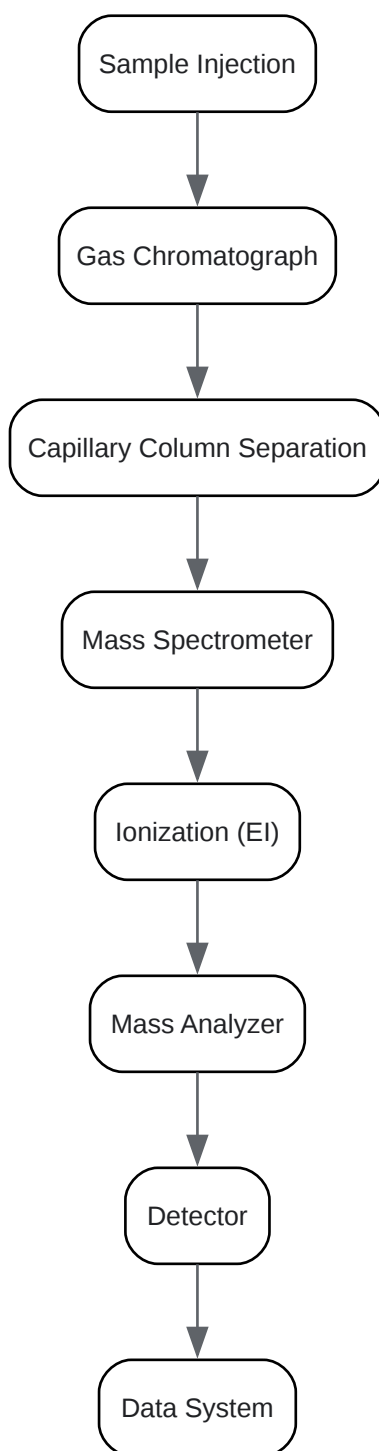 Sample Injection
Gas Chromatograph
Capillary Column Separation
Mass Spectrometer
Ionization (EI)
Mass Analyzer
Detector
Data System